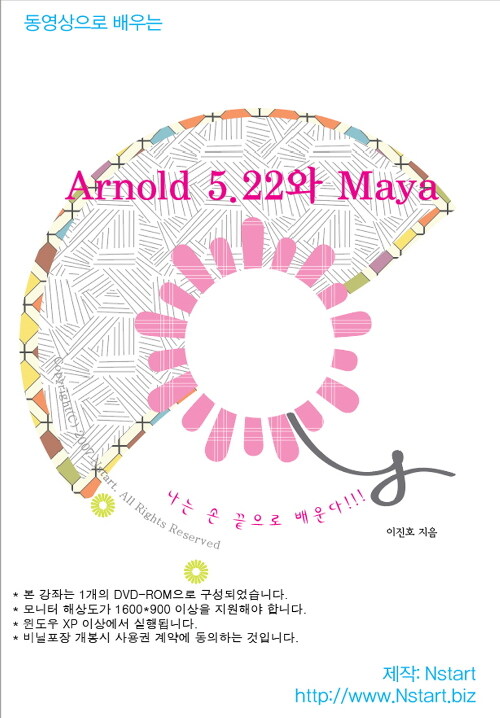 동영상으로 배우는
Arnold 5.22와 Maya
Copyright(C) 2007 Nstart. All Rights Reserved
나는 손 끝으로 배운다!!!
이진호 지음
* 본 강좌는 1개의 DVD-ROM으로 구성되었습니다.
* 모니터 해상도가 1600*900 이상을 지원해야 합니다.
* 윈도우 XP 이상에서 실행됩니다.
* 비닐포장 개봉시 사용권 계약에 동의하는 것입니다.
제작: Nstart
http://www.Nstart.biz